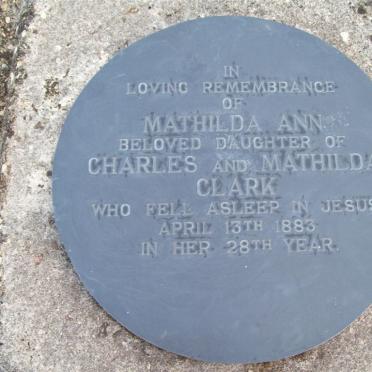 IN
LOVING REMEMBRANCE
OF
MATHILDA ANN
BELOVED DAUGHTER OF
CHARLES AND MATHILDA
CLARK
WHO FELL ASLEEP IN JESUS
APRIL 13TH 1883
IN HER 28TH YEAR.